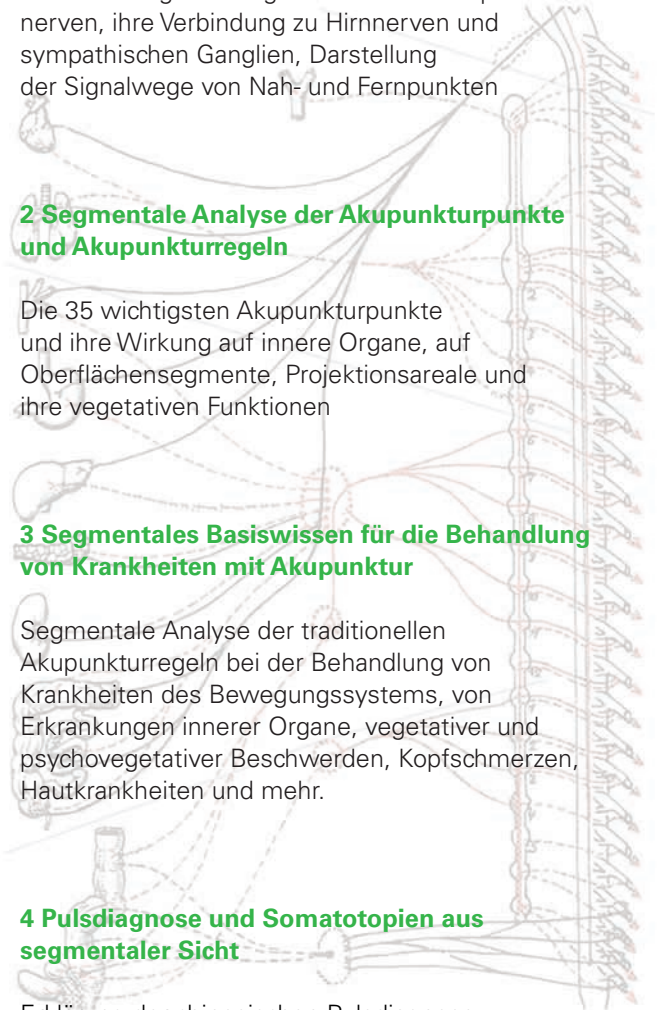 nerven, ihre Verbindung zu Hirnnerven und
sympathischen Ganglien, Darstellung
der Signalwege von Nah- und Fernpunkten
2 Segmentale Analyse der Akupunkturpunkte
und Akupunkturregeln
Die 35 wichtigsten Akupunkturpunkte
und ihre Wirkung auf innere Organe, auf
Oberflächensegmente, Projektionsareale und
ihre vegetativen Funktionen
3 Segmentales Basiswissen für die Behandlung
von Krankheiten mit Akupunktur
Segmentale Analyse der traditionellen
Akupunkturregeln bei der Behandlung von
Krankheiten des Bewegungssystems, von
Erkrankungen innerer Organe, vegetativer und
psychovegetativer Beschwerden, Kopfschmerzen,
Hautkrankheiten und mehr.
4 Pulsdiagnose und Somatotopien aus
segmentaler Sicht